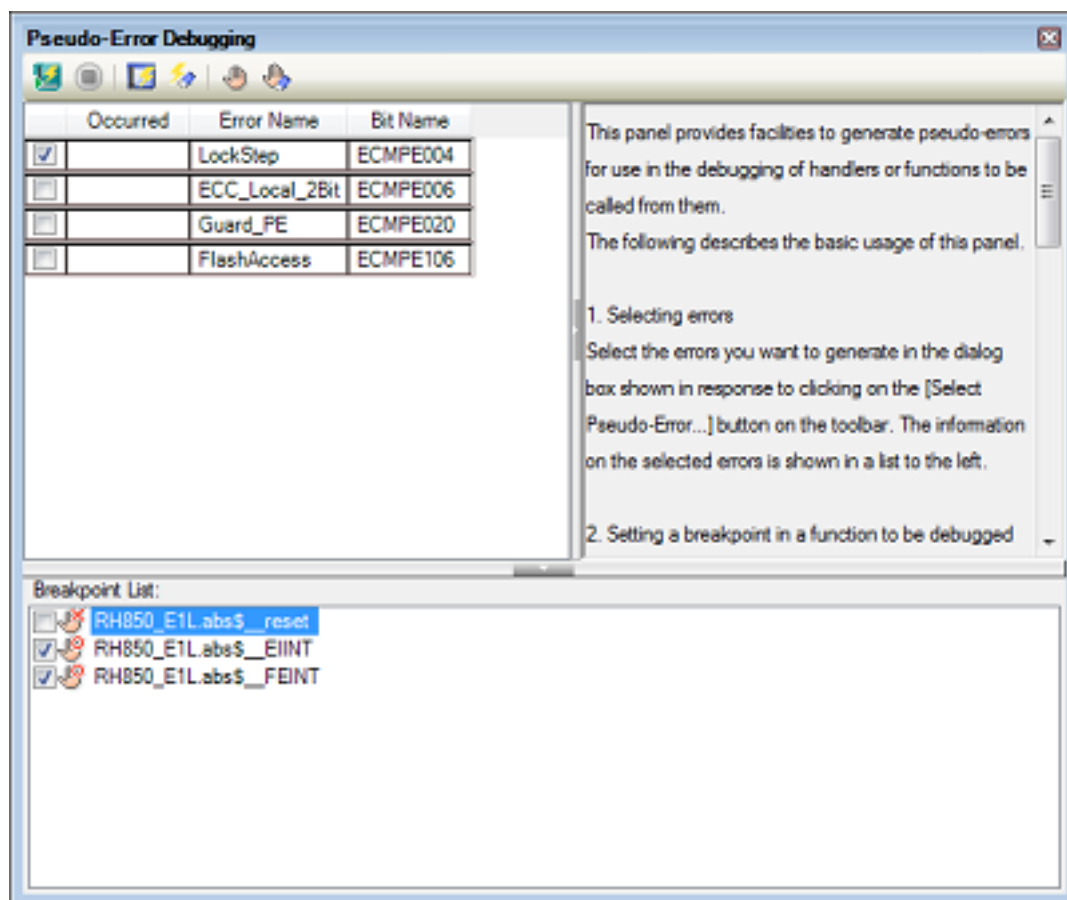 Pseudo-Error Debugging
Occurred Error Name Bit Name
LockStep ECMPE004
ECC_Local_2Bit ECMPE006
Guard_PE ECMPE020
FlashAccess ECMPE106
This panel provides facilities to generate pseudo-errors
for use in the debugging of handlers or functions to be
called from them.
The following describes the basic usage of this panel.
1. Selecting errors
Select the errors you want to generate in the dialog
box shown in response to clicking on the [Select
Pseudo-Error...] button on the toolbar. The information
on the selected errors is shown in a list to the left.
2. Setting a breakpoint in a function to be debugged
Breakpoint List:
RH850_E1L.abs$__reset
RH850_E1L.abs$__EIINT
RH850_E1L.abs$__FEINT